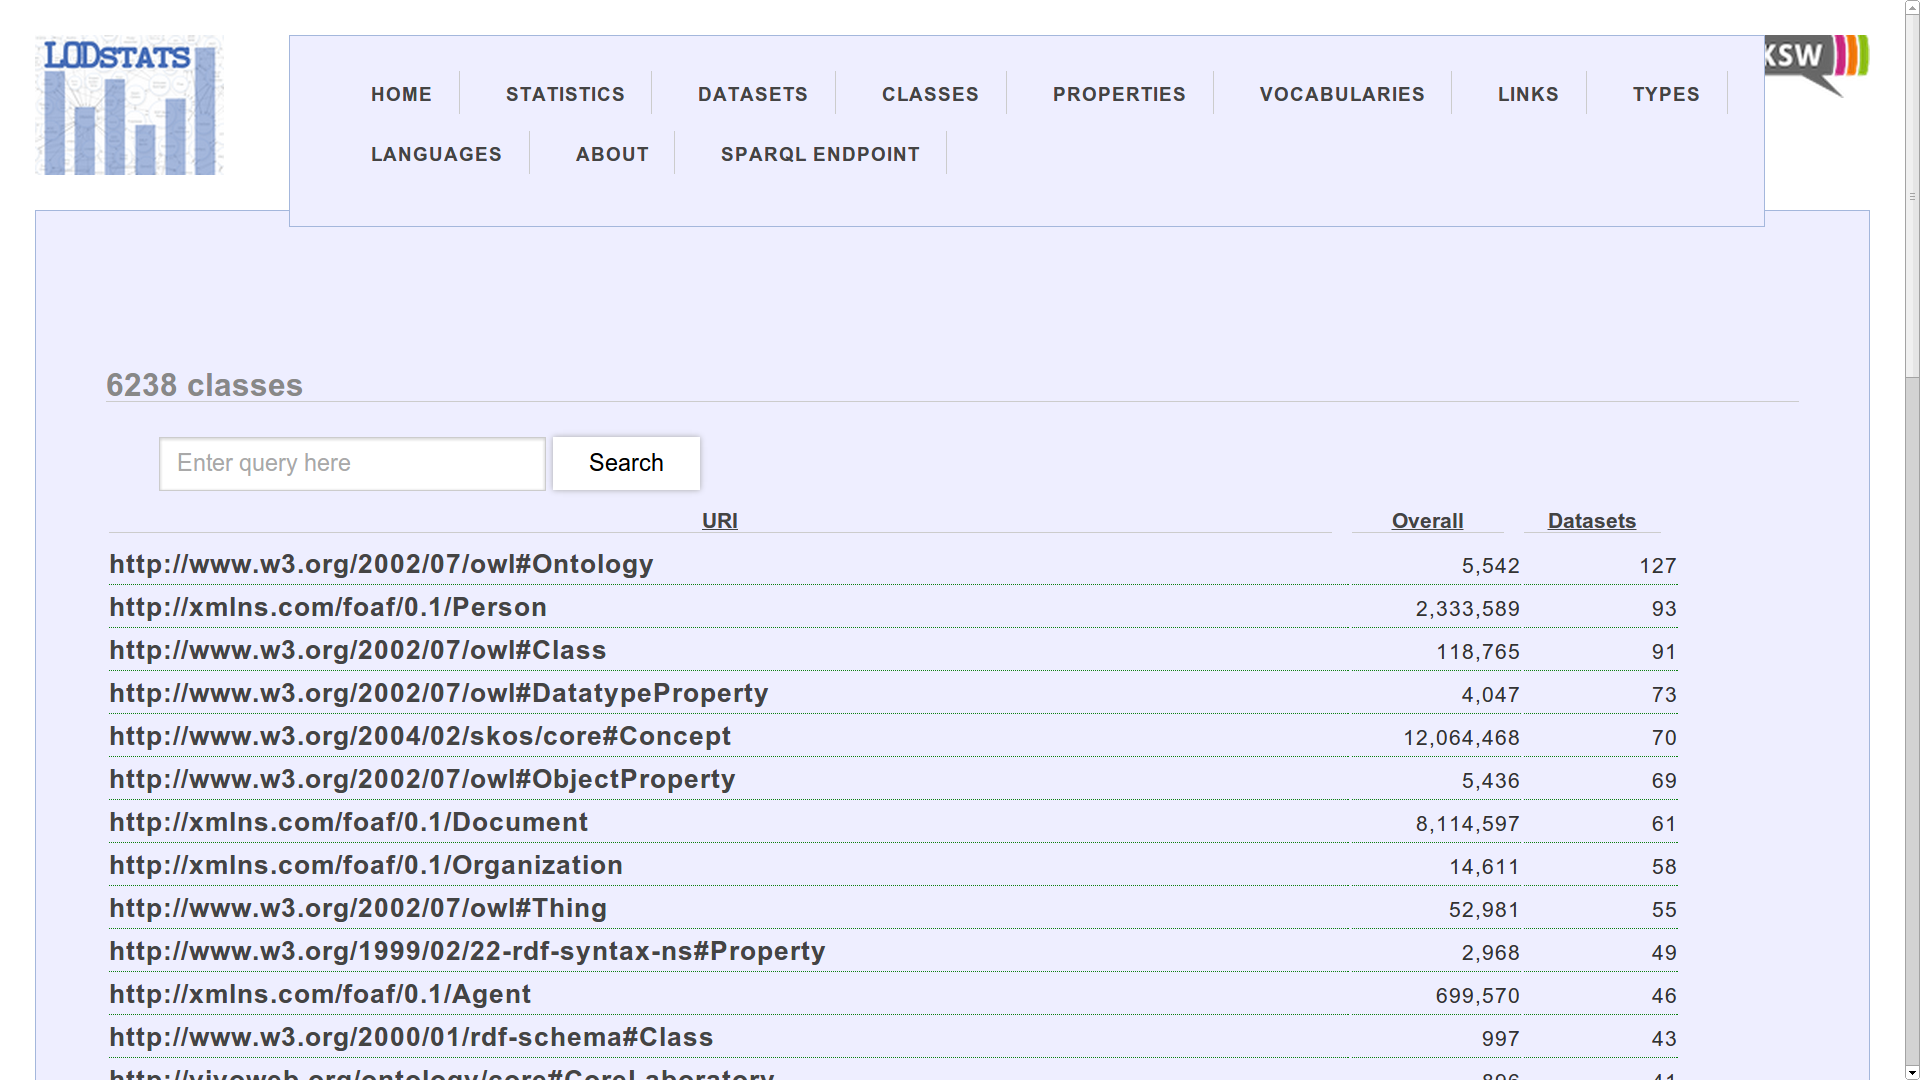 LODSTATS
HOME STATISTICS DATASETS CLASSES PROPERTIES VOCABULARIES LINKS TYPES
KSW
LANGUAGES ABOUT SPARQL ENDPOINT
6238 classes
Enter query here Search
URI Overall Datasets
http://www.w3.org/2002/07/owl#Ontology 5,542 127
http://xmlns.com/foaf/0.1/Person 2,333,589 93
http://www.w3.org/2002/07/owl#Class 118,765 91
http://www.w3.org/2002/07/owl#DatatypeProperty 4,047 73
http://www.w3.org/2004/02/skos/core#Concept 12,064,468 70
http://www.w3.org/2002/07/owl#ObjectProperty 5,436 69
http://xmlns.com/foaf/0.1/Document 8,114,597 61
http://xmlns.com/foaf/0.1/Organization 14,611 58
http://www.w3.org/2002/07/owl#Thing 52,981 55
http://www.w3.org/1999/02/22-rdf-syntax-ns#Property 2,968 49
http://xmlns.com/foaf/0.1/Agent 699,570 46
http://www.w3.org/2000/01/rdf-schema#Class 997 43
http://vivoweb.org/ontology/core#CoreLaboratory